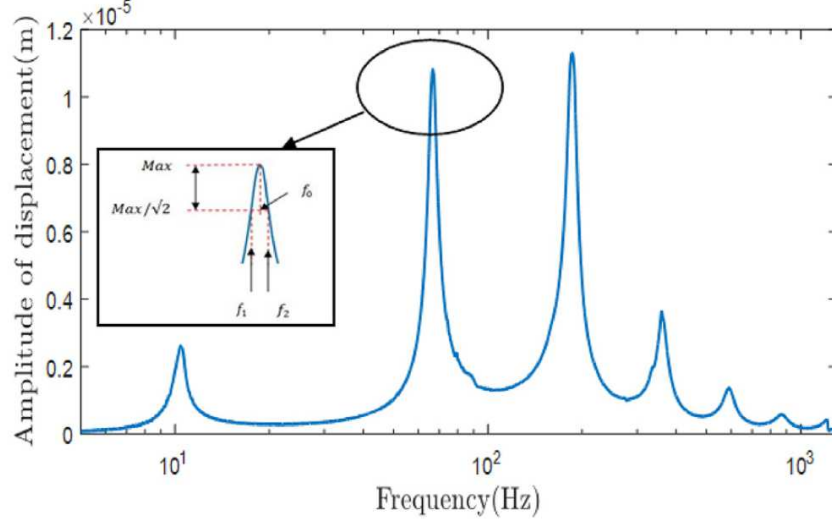 ×10⁻⁵
1.2
1
0.8
0.6
0.4
0.2
0
Amplitude of displacement(m)
Max
Max/√2
f₀
f₁ f₂
10¹ 10² 10³
Frequency(Hz)